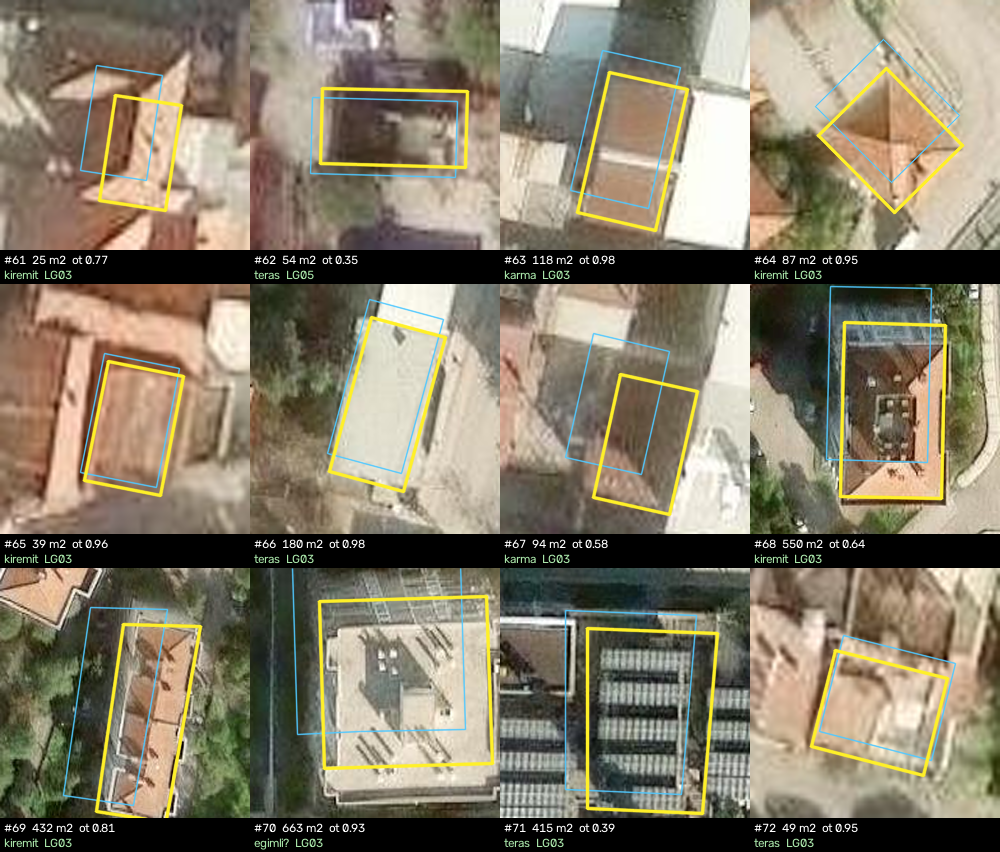 #61 25 m2 ot 0.77
kiremit LG03
#62 54 m2 ot 0.35
teras LG05
#63 118 m2 ot 0.98
karma LG03
#64 87 m2 ot 0.95
kiremit LG03
#65 39 m2 ot 0.96
kiremit LG03
#66 180 m2 ot 0.98
teras LG03
#67 94 m2 ot 0.58
karma LG03
#68 550 m2 ot 0.64
kiremit LG03
#69 432 m2 ot 0.81
kiremit LG03
#70 663 m2 ot 0.93
egimli? LG03
#71 415 m2 ot 0.39
teras LG03
#72 49 m2 ot 0.95
teras LG03